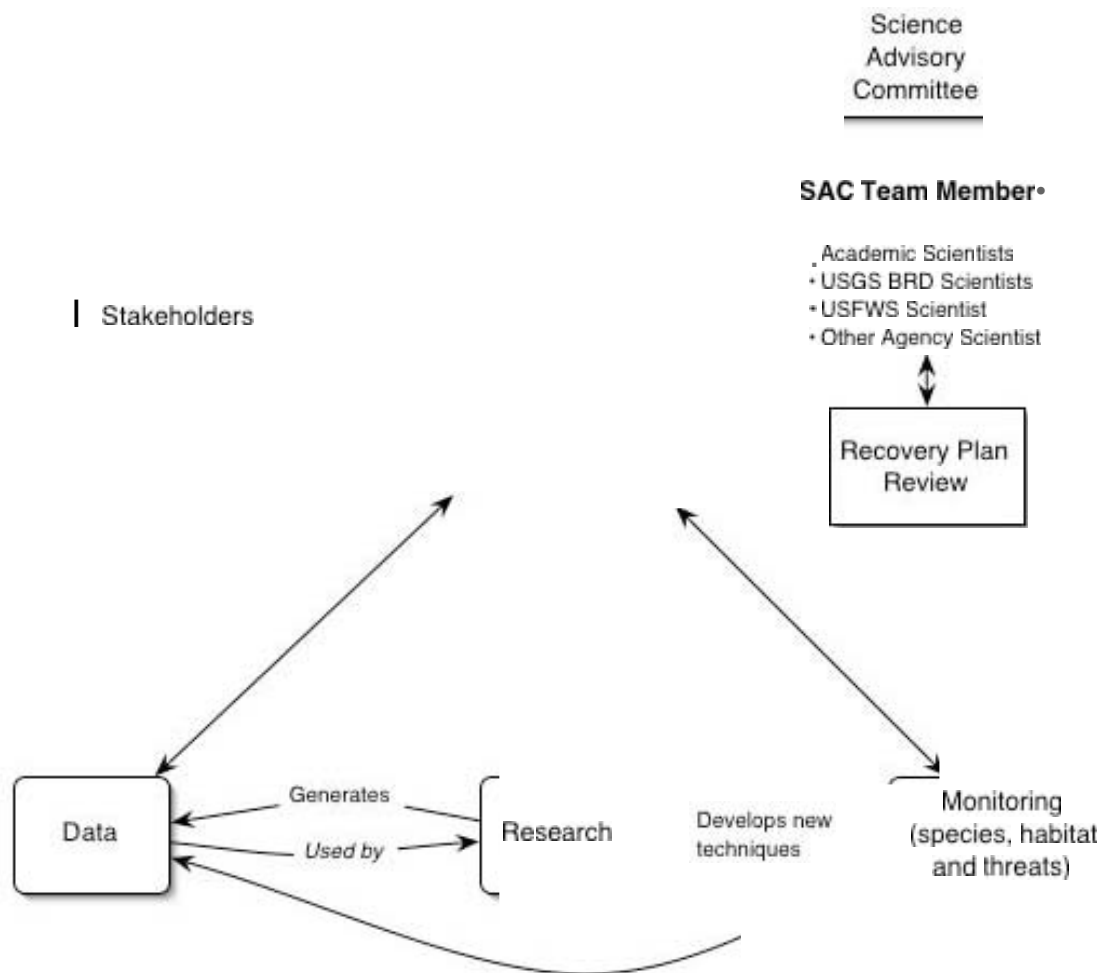 Science
Advisory
Committee
SAC Team Member•
Academic Scientists
• USGS BRD Scientists
• USFWS Scientist
• Other Agency Scientist
Stakeholders
Recovery Plan
Review
Generates
Data
Used by
Research
Develops new
techniques
Monitoring
(species, habitat
and threats)